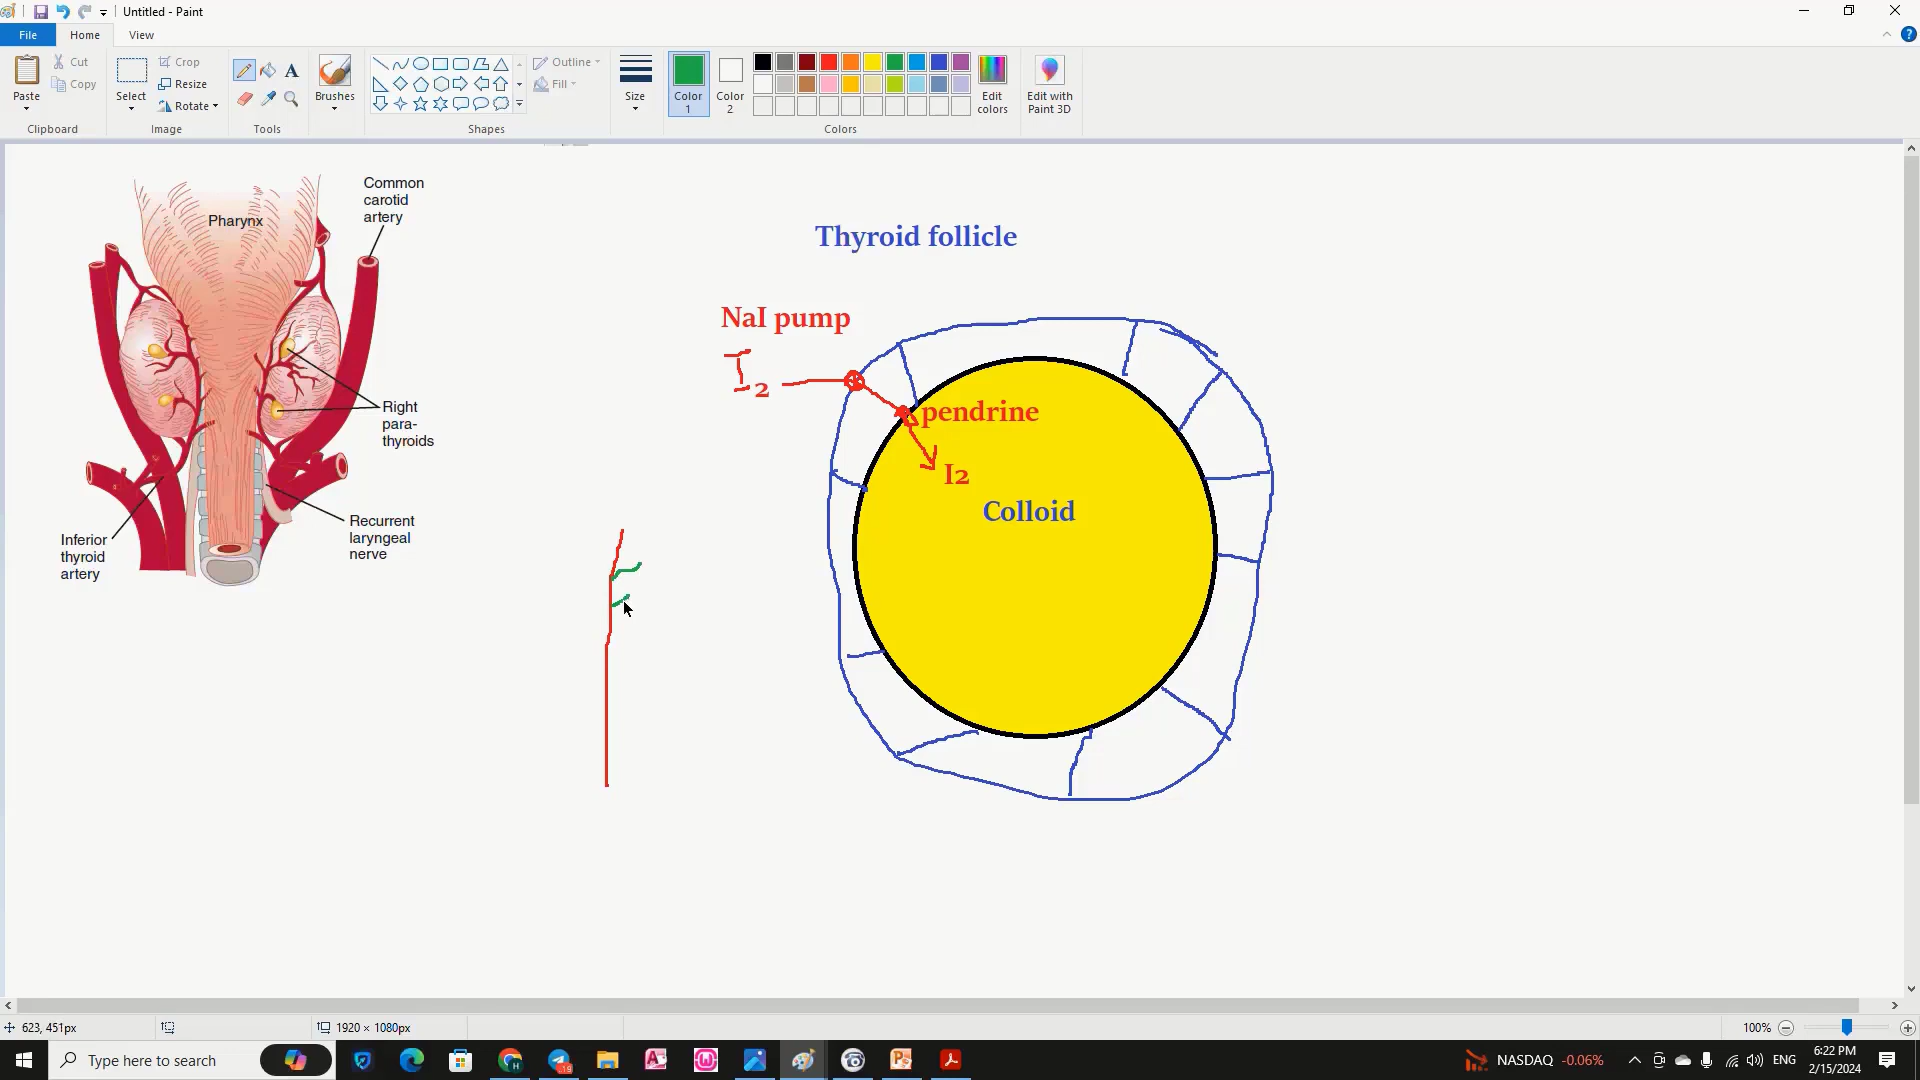 Untitled - Paint
File
Home
View
Paste
Cut
Copy
Clipboard
Select
Crop
Resize
Rotate
Image
Tools
Brushes
Outline
Fill
Shapes
Size
Color
1
Color
2
Edit
colors
Edit with
Paint 3D
Colors
Common
carotid
artery
Pharynx
Right
para-
thyroids
Recurrent
laryngeal
nerve
Inferior
thyroid
artery
Thyroid follicle
NaI pump
I2
pendrine
I2
Colloid
623, 451px
1920 × 1080px
100%
Type here to search
NASDAQ -0.06%
ENG
6:22 PM
2/15/2024